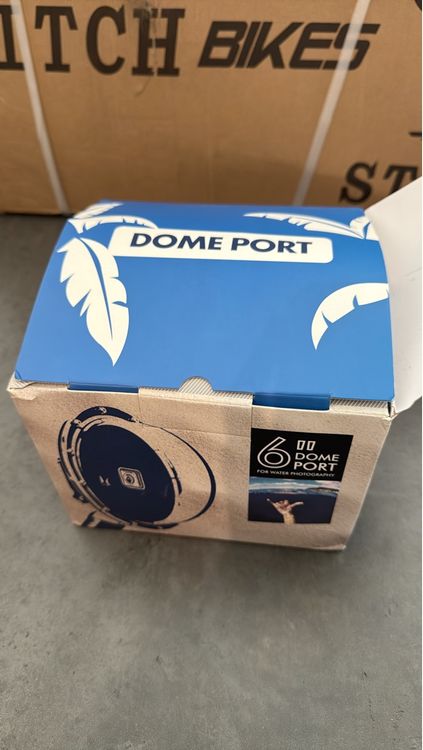 ITCH BIKES
ST
DOME PORT
6" DOME
PORT
FOR WATER PHOTOGRAPHY